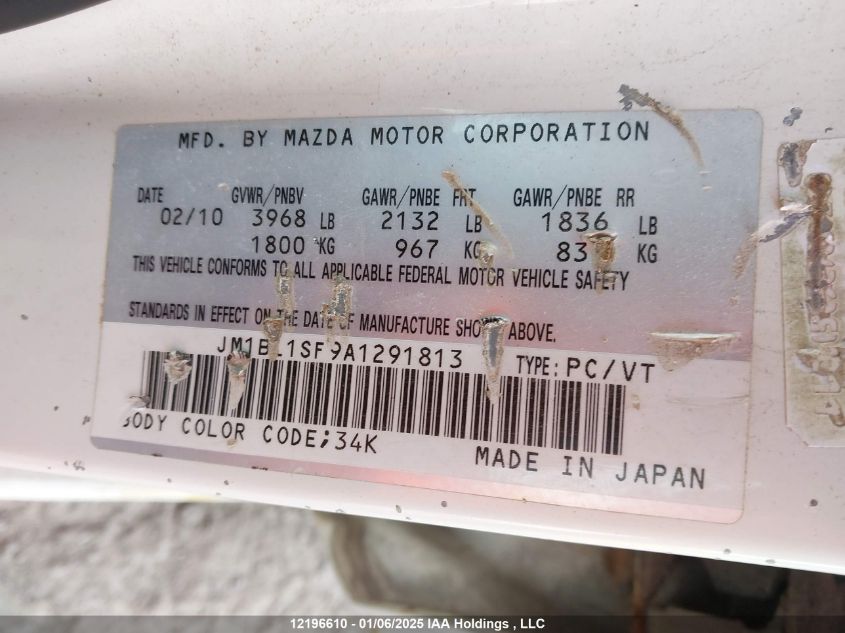 MFD. BY MAZDA MOTOR CORPORATION
DATE GVWR/PNBV GAWR/PNBE FRT GAWR/PNBE RR
02/10 3968 LB 2132 LB 1836 LB
1800 KG 967 KG KG
THIS VEHICLE CONFORMS TO ALL APPLICABLE FEDERAL MOTOR VEHICLE SAFETY
STANDARDS IN EFFECT ON THE DATE OF MANUFACTURE SHOWN ABOVE.
JM1BL1SF9A1291813 TYPE: PC/VT
BODY COLOR CODE;34K
MADE IN JAPAN
12196610 - 01/06/2025 IAA Holdings , LLC